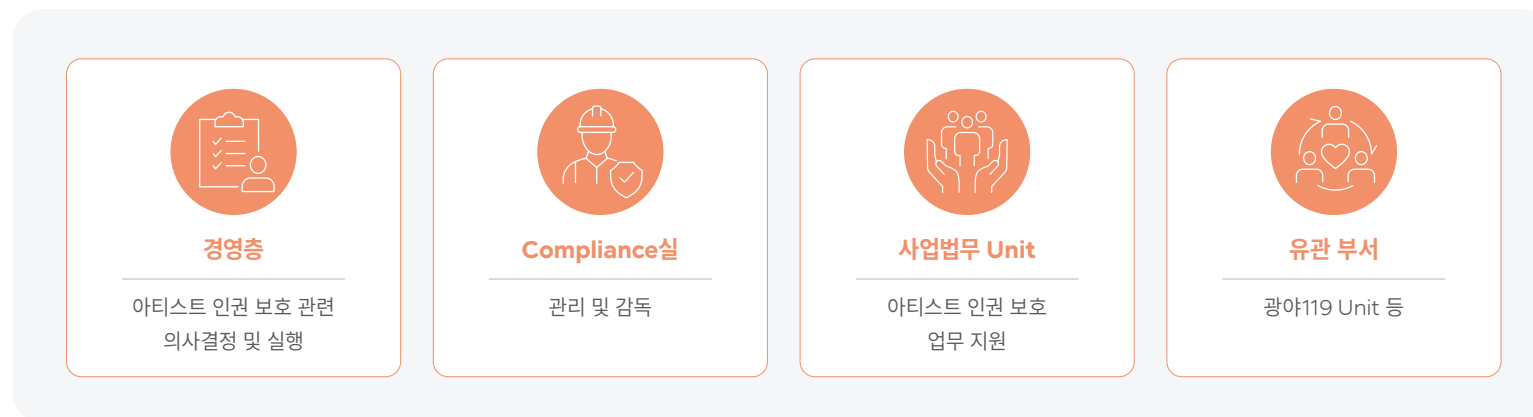 경영층
아티스트 인권 보호 관련
의사결정 및 실행
Compliance실
관리 및 감독
사업법무 Unit
아티스트 인권 보호
업무 지원
유관 부서
광야119 Unit 등